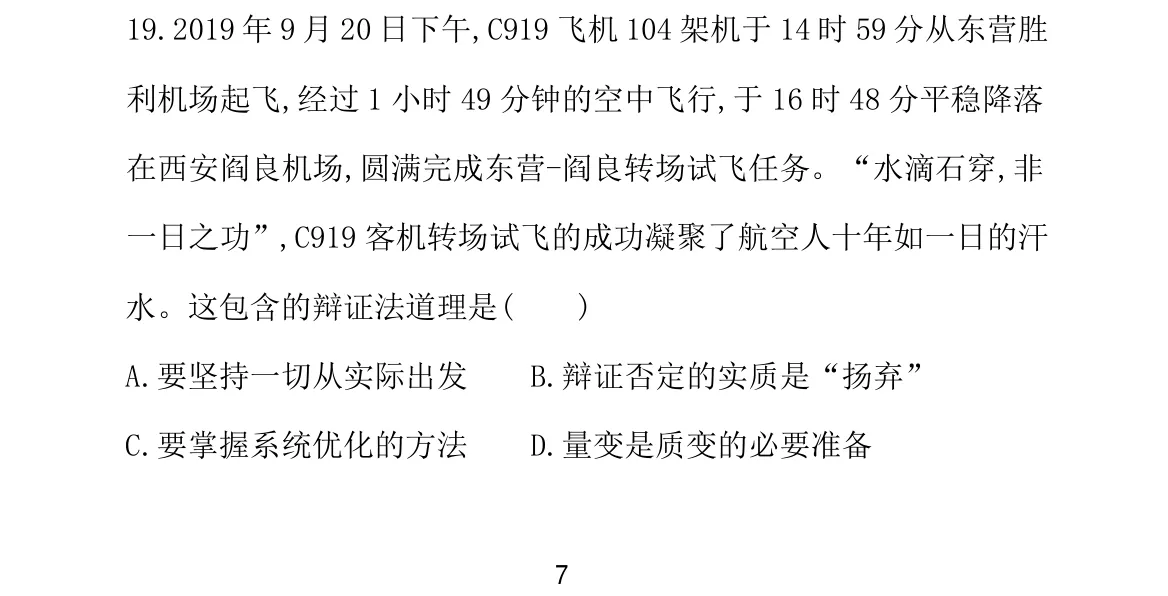 19.2019年9月20日下午,C919飞机104架机于14时59分从东营胜
利机场起飞,经过1小时49分钟的空中飞行,于16时48分平稳降落
在西安阎良机场,圆满完成东营-阎良转场试飞任务。“水滴石穿,非
一日之功”,C919客机转场试飞的成功凝聚了航空人十年如一日的汗
水。这包含的辩证法道理是(　　)
A.要坚持一切从实际出发　　B.辩证否定的实质是“扬弃”
C.要掌握系统优化的方法　　D.量变是质变的必要准备
7